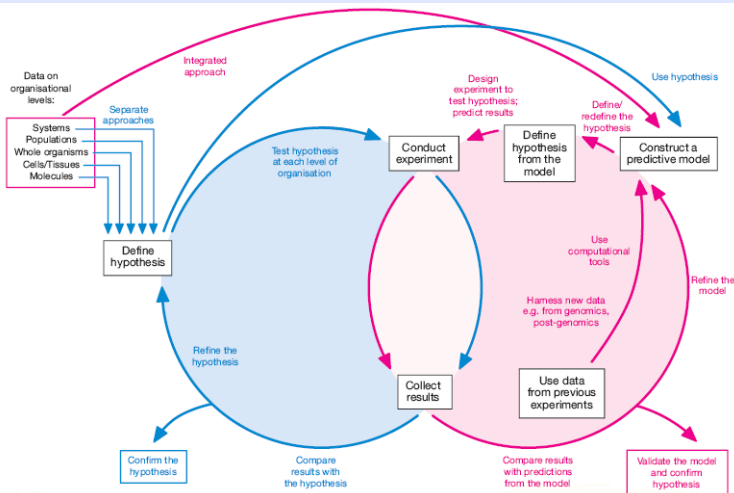 Data on
organisational
levels:
Systems
Populations
Whole organisms
Cells/Tissues
Molecules
Separate
approaches
Integrated
approach
Define
hypothesis
Test hypothesis
at each level of
organisation
Conduct
experiment
Design
experiment to
test hypothesis;
predict results
Define
hypothesis
from the
model
Define/
redefine the
hypothesis
Use hypothesis
Construct a
predictive model
Use
computational
tools
Harness new data
e.g. from genomics,
post-genomics
Refine the
model
Use data
from previous
experiments
Collect
results
Refine the
hypothesis
Confirm the
hypothesis
Compare
results with
the hypothesis
Compare results
with predictions
from the model
Validate the model
and confirm
hypothesis